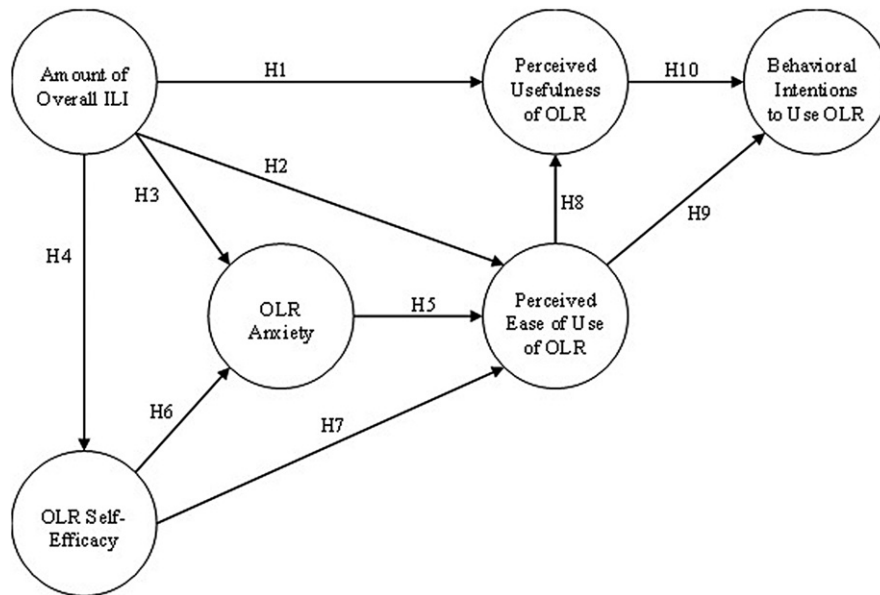 Amount of
Overall ILI
H1
Perceived
Usefulness
of OLR
H10
Behavioral
Intentions
to Use OLR
H2
H3
H4
H8
H9
OLR
Anxiety
H5
Perceived
Ease of Use
of OLR
H6
H7
OLR Self-
Efficacy